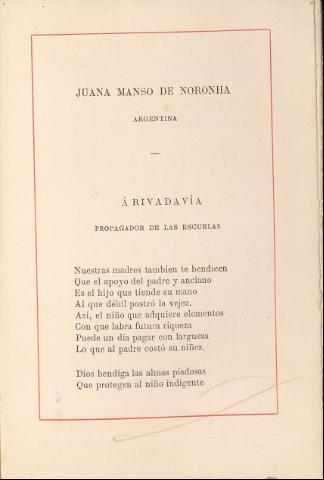 JUANA MANSO DE NORONHA
ARGENTINA
Á RIVADAVÌA
PROPAGADOR DE LAS ESCUELAS
Nuestras madres tambien te bendicen
Que el apoyo del padre y anciano
Es el hijo que tiende su mano
Al que débil postró la vejez.
Asi, el niño que adquiere elementos
Con que labra futura riqueza
Puede un dia pagar con largueza
Lo que al padre costó su niñez.
Dios bendiga las almas piadosas
Que protegen al niño indigente